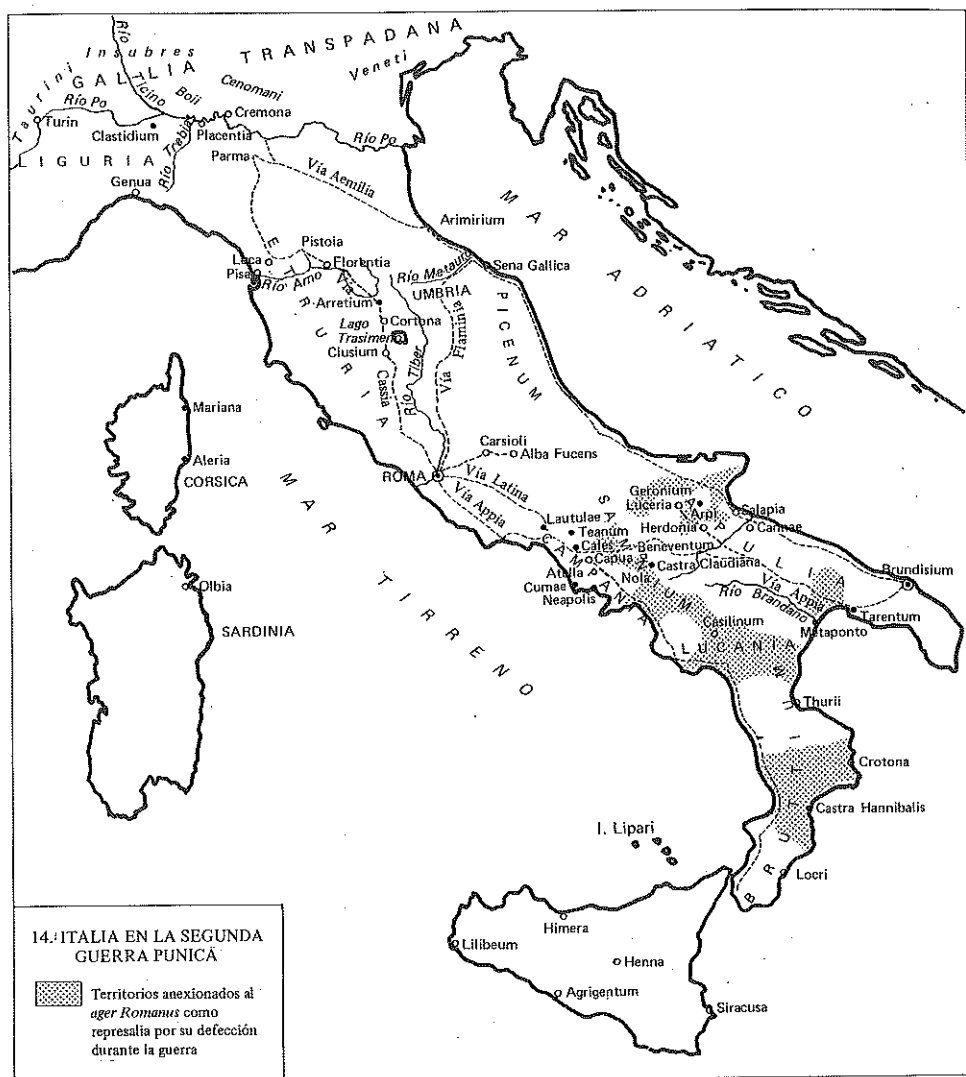 TRANSPADANA
Insubres
Veneti
Río Ticino
GALLIA
Cenomani
Taurini
Boii
Río Po
Cremona
Turin
Clastidium
Placentia
Río Po
LIGURIA
Río Trebia
Parma
Genua
Vía Aemilia
MAR ADRIATICO
Arimirium
Pistoia
Luca
Florentia
Pisa
Río Arno
Río Metauro
Sena Gallica
ETRURIA
Vía
UMBRIA
Arretium
PICENUM
Cortona
Lago
Trasimeno
Clusium
Río Tiber
Vía Flaminia
Cassia
Mariana
Aleria
CORSICA
Carsioli
Alba Fucens
ROMA
Vía Latina
Vía Appia
MAR TIRRENO
SAMNIUM
Geronium
Luceria
Arpi
Salapia
Lautulae
Herdonia
Cannae
Teanum
APULIA
Cales
Beneventum
Capua
Castra Claudiana
CAMPANIA
Atella
Nola
Brundisium
Cumae
Vía Appia
Neapolis
Río Brandano
Tarentum
Olbia
Casilinum
Metaponto
SARDINIA
LUCANIA
Thurii
BRUTTIUM
Crotona
Castra Hannibalis
I. Lipari
Locri
Himera
Lilibeum
Henna
Agrigentum
Siracusa
14. ITALIA EN LA SEGUNDA
GUERRA PUNICA
Territorios anexionados al
ager Romanus como
represalia por su defección
durante la guerra